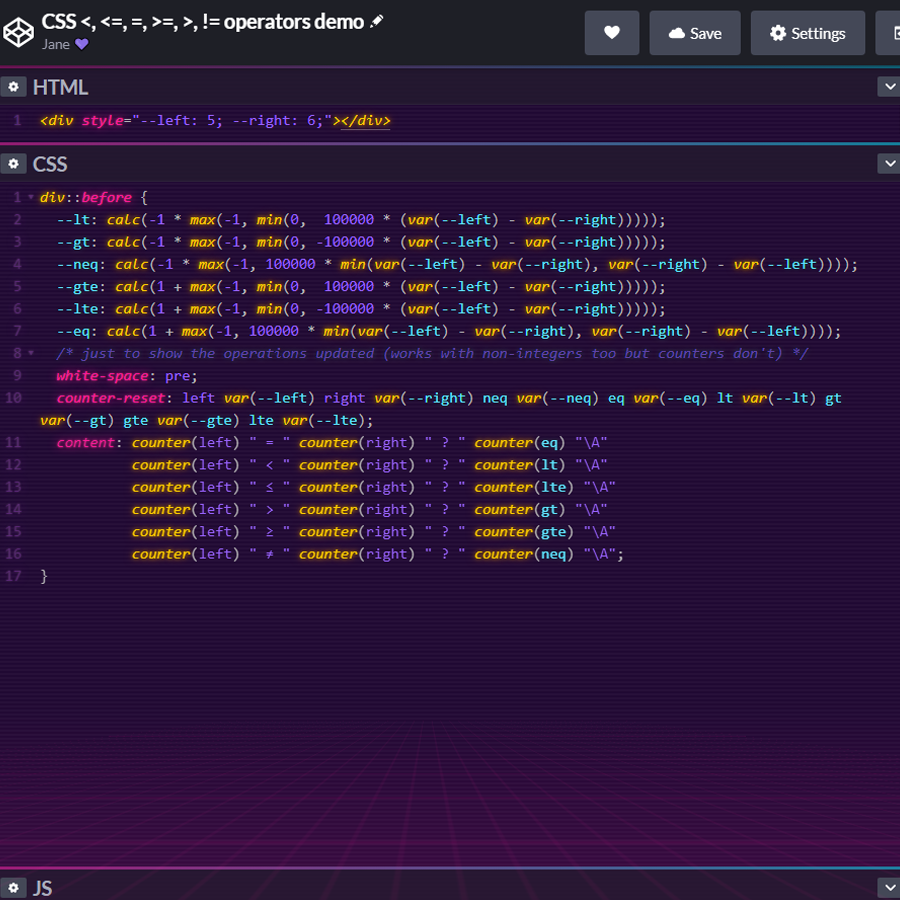 CSS <, <=, =, >=, >, != operators demo
Jane 💜
Save
Settings
HTML
1 <div style="--left: 5; --right: 6;"></div>
CSS
1 div::before {
2   --lt: calc(-1 * max(-1, min(0,  100000 * (var(--left) - var(--right)))));
3   --gt: calc(-1 * max(-1, min(0, -100000 * (var(--left) - var(--right)))));
4   --neq: calc(-1 * max(-1, 100000 * min(var(--left) - var(--right), var(--right) - var(--left))));
5   --gte: calc(1 + max(-1, min(0,  100000 * (var(--left) - var(--right)))));
6   --lte: calc(1 + max(-1, min(0, -100000 * (var(--left) - var(--right)))));
7   --eq: calc(1 + max(-1, 100000 * min(var(--left) - var(--right), var(--right) - var(--left))));
8   /* just to show the operations updated (works with non-integers too but counters don't) */
9   white-space: pre;
10   counter-reset: left var(--left) right var(--right) neq var(--neq) eq var(--eq) lt var(--lt) gt
var(--gt) gte var(--gte) lte var(--lte);
11   content: counter(left) " = " counter(right) " ? " counter(eq) "\A"
12            counter(left) " < " counter(right) " ? " counter(lt) "\A"
13            counter(left) " ≤ " counter(right) " ? " counter(lte) "\A"
14            counter(left) " > " counter(right) " ? " counter(gt) "\A"
15            counter(left) " ≥ " counter(right) " ? " counter(gte) "\A"
16            counter(left) " ≠ " counter(right) " ? " counter(neq) "\A";
17 }
JS